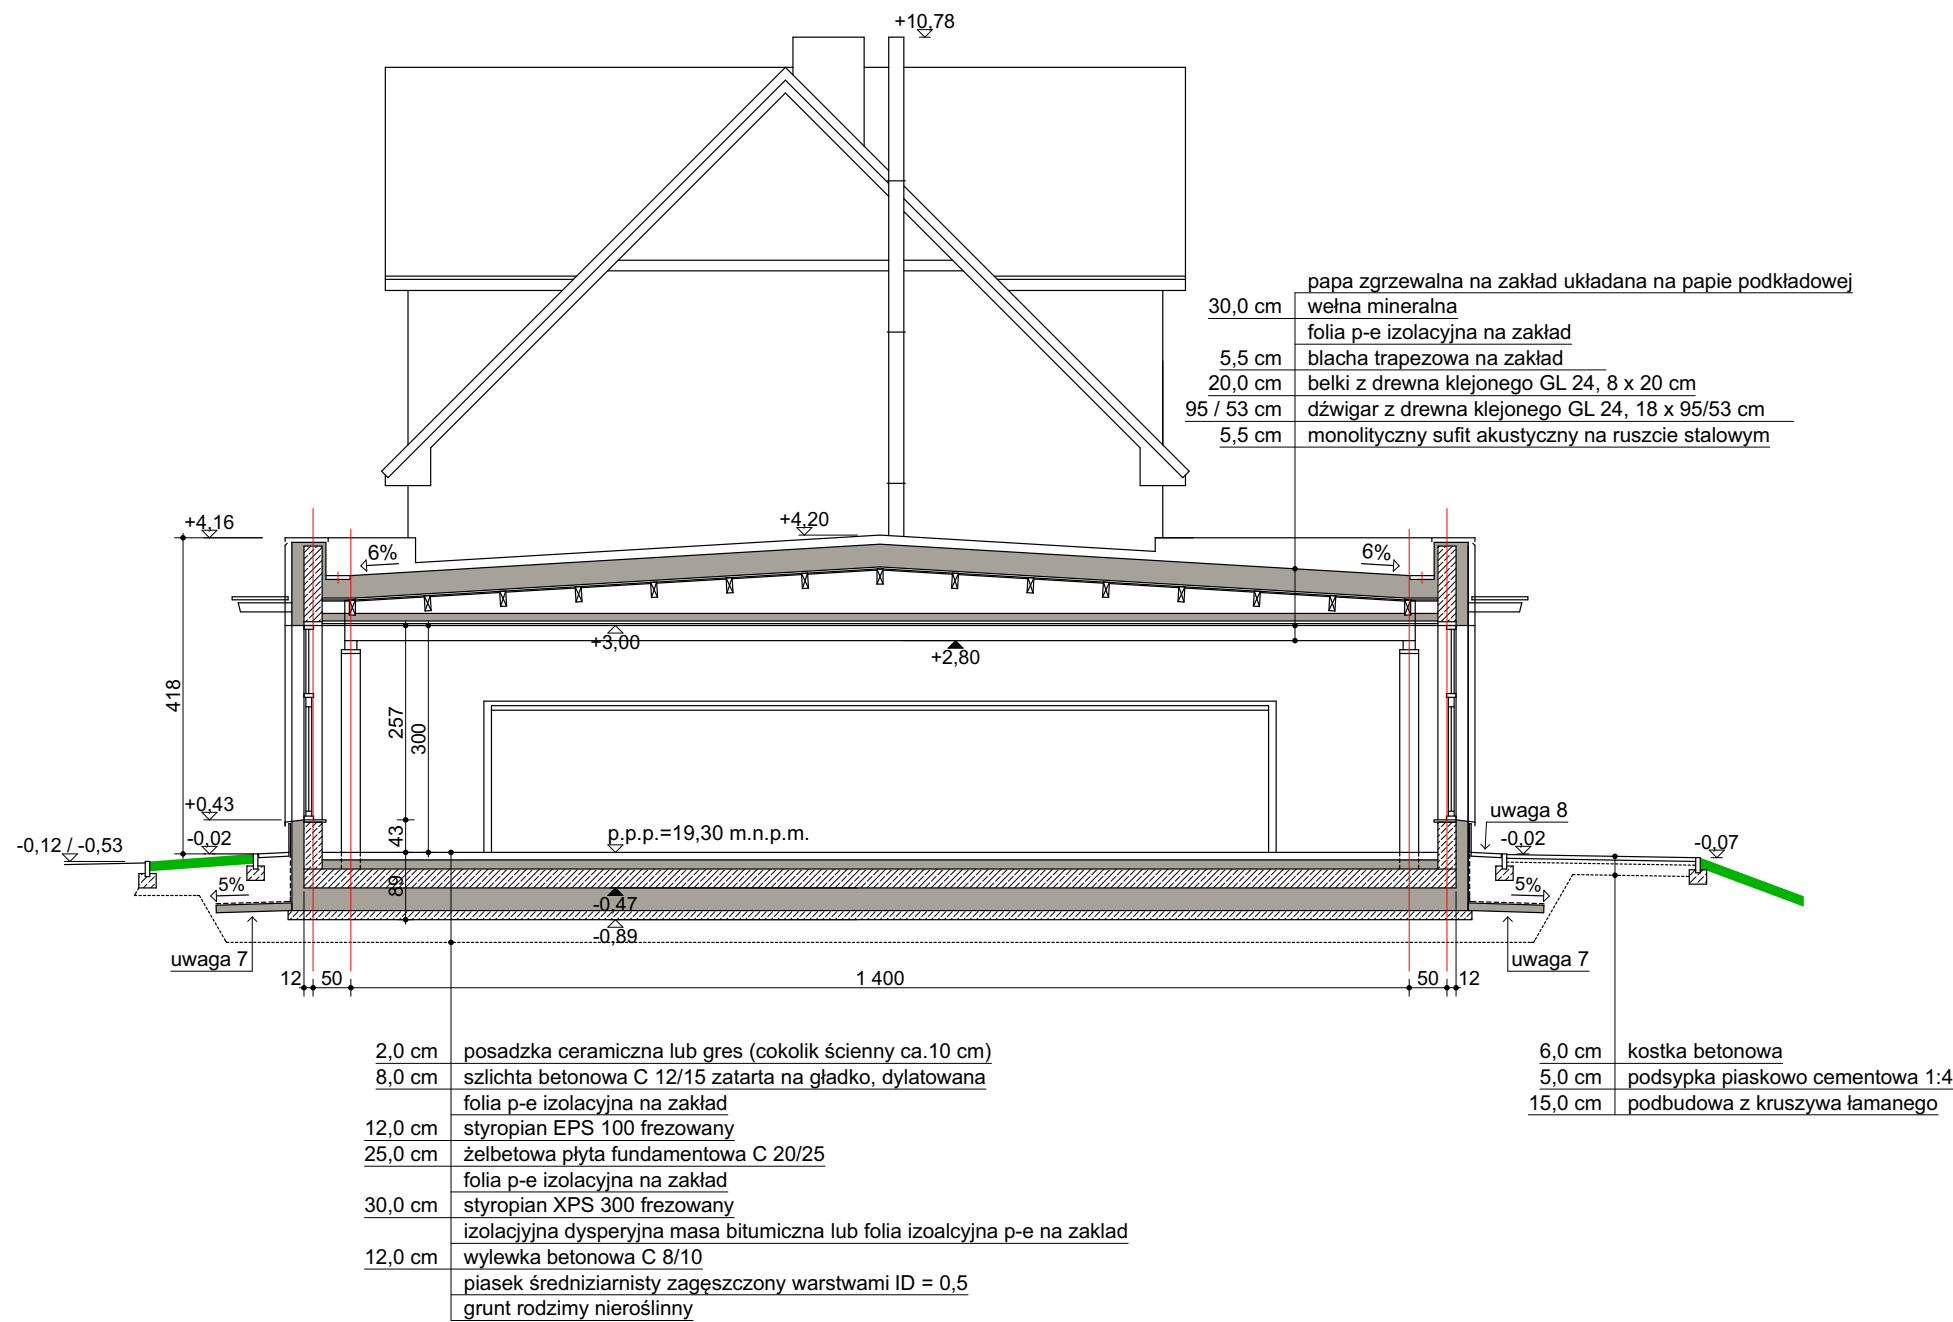 +10,78
papa zgrzewalna na zakład układana na papie podkładowej
30,0 cm wełna mineralna
folia p-e izolacyjna na zakład
5,5 cm blacha trapezowa na zakład
20,0 cm belki z drewna klejonego GL 24, 8 x 20 cm
95 / 53 cm dźwigar z drewna klejonego GL 24, 18 x 95/53 cm
5,5 cm monolityczny sufit akustyczny na ruszcie stalowym
+4,16
+4,20
6%
6%
+3,00
+2,80
418
257
300
+0,43
uwaga 8
-0,12 / -0,53
-0,02
43
p.p.p.=19,30 m.n.p.m.
-0,02
-0,07
5%
89
5%
-0,47
-0,89
uwaga 7
uwaga 7
12
50
1 400
50
12
2,0 cm posadzka ceramiczna lub gres (cokolik ścienny ca.10 cm)
8,0 cm szlichta betonowa C 12/15 zatarta na gładko, dylatowana
folia p-e izolacyjna na zakład
12,0 cm styropian EPS 100 frezowany
25,0 cm żelbetowa płyta fundamentowa C 20/25
folia p-e izolacyjna na zakład
30,0 cm styropian XPS 300 frezowany
izolacjyjna dysperyjna masa bitumiczna lub folia izoalcyjna p-e na zaklad
12,0 cm wylewka betonowa C 8/10
piasek średniziarnisty zagęszczony warstwami ID = 0,5
grunt rodzimy nieroślinny
6,0 cm kostka betonowa
5,0 cm podsypka piaskowo cementowa 1:4
15,0 cm podbudowa z kruszywa łamanego